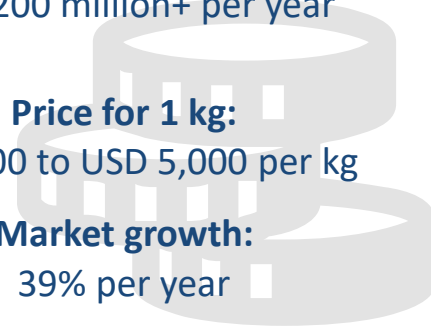 200 million+ per year
Price for 1 kg:
00 to USD 5,000 per kg
Market growth:
39% per year